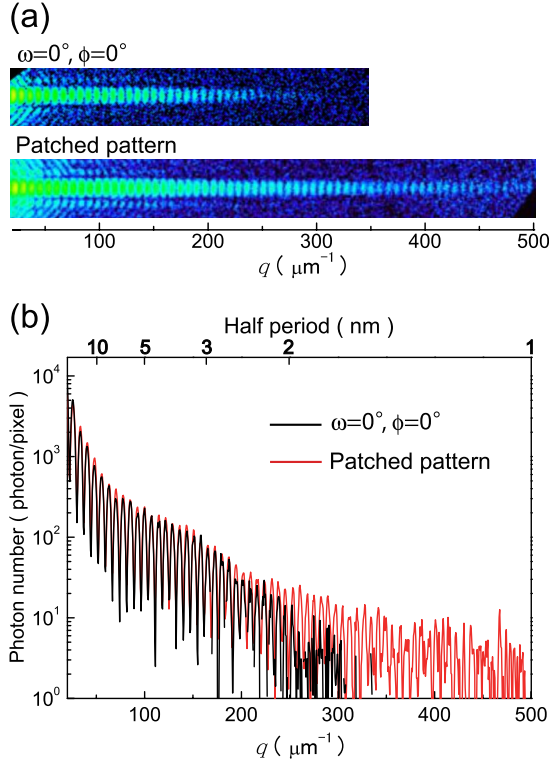 (a)
ω=0°, ϕ=0°
Patched pattern
100 200 300 400 500
q ( μm⁻¹ )
(b)
Half period ( nm )
10 5 3 2 1
Photon number ( photon/pixel )
10⁴
10³
10²
10¹
10⁰
ω=0°, ϕ=0°
Patched pattern
100 200 300 400 500
q ( μm⁻¹ )